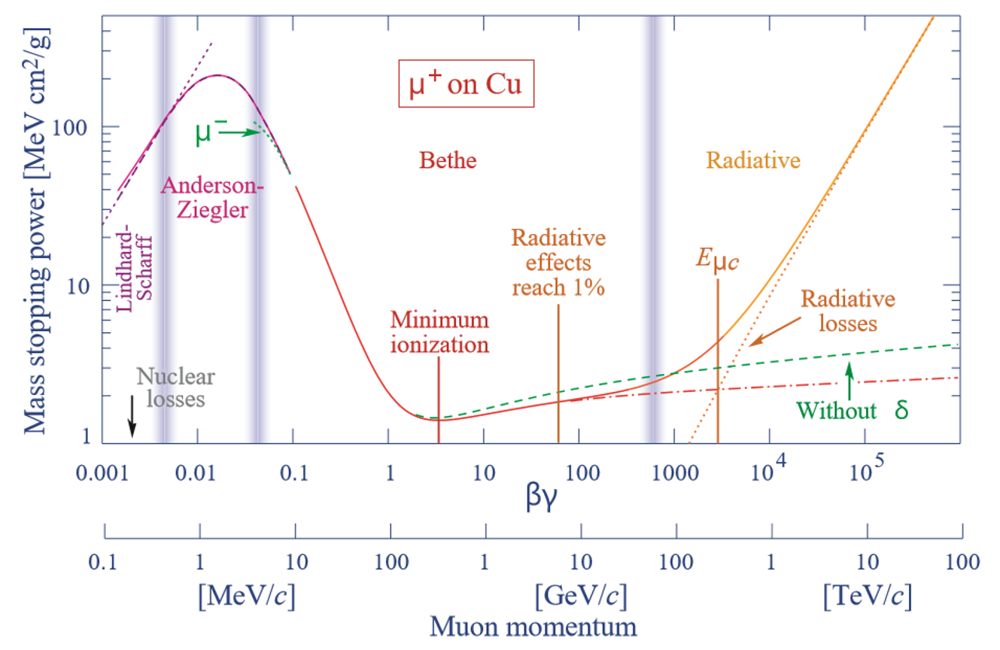 Mass stopping power [MeV cm²/g]
100
10
1
μ⁺ on Cu
μ⁻
Bethe
Radiative
Anderson-
Ziegler
Lindhard-
Scharff
Radiative
effects
reach 1%
Eμc
Minimum
ionization
Radiative
losses
Nuclear
losses
Without δ
0.001 0.01 0.1 1 10 100 1000 10⁴ 10⁵
βγ
0.1 1 10 100 1 10 100 1 10 100
[MeV/c] [GeV/c] [TeV/c]
Muon momentum